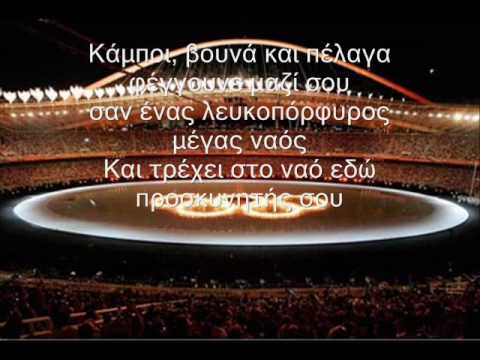 Κάμποι, βουνά και πέλαγα
φέγγουνε μαζί σου
σαν ένας λευκοπόρφυρος
μέγας ναός
Και τρέχει στο ναό εδώ
προσκυνητής σου